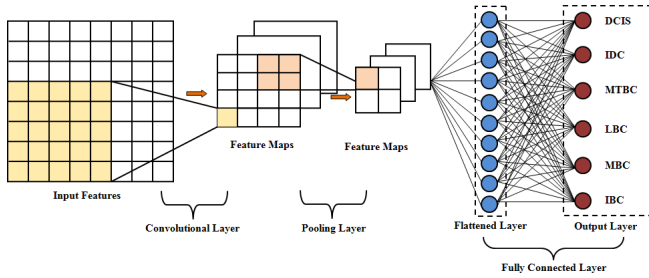 DCIS
IDC
MTBC
LBC
MBC
IBC
Feature Maps
Feature Maps
Input Features
Convolutional Layer
Pooling Layer
Flattened Layer
Output Layer
Fully Connected Layer